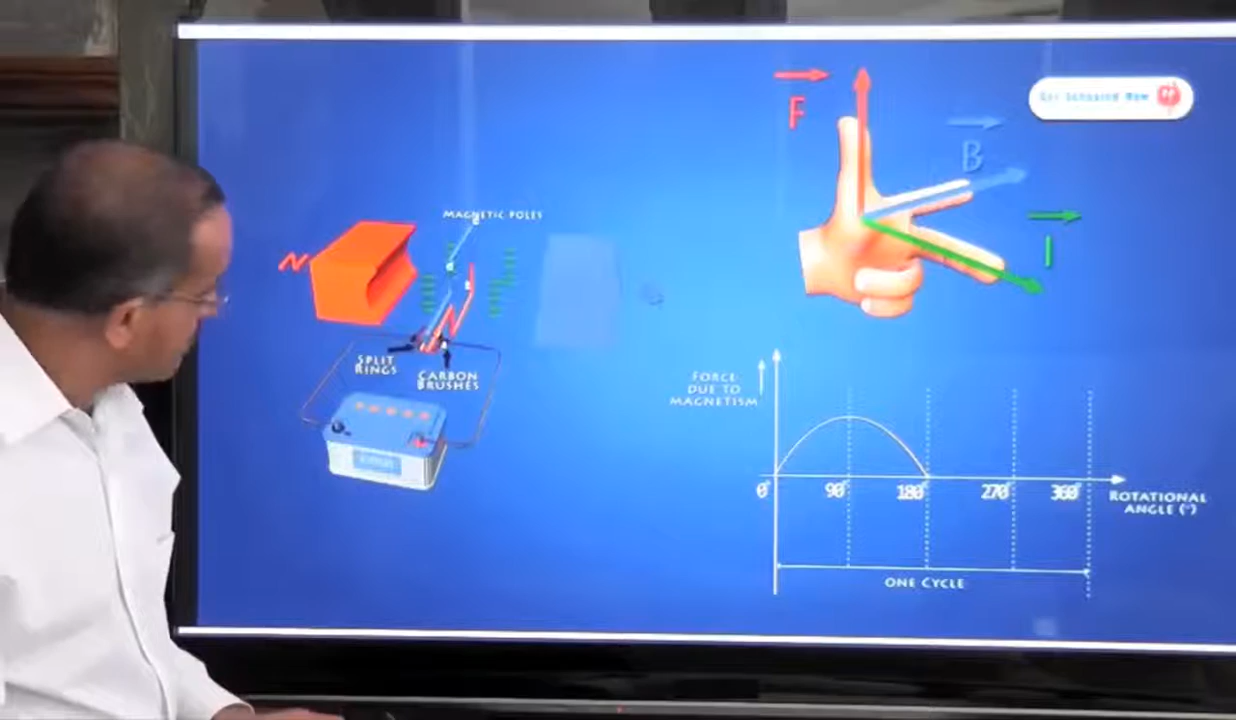 F
B
I
MAGNETIC POLES
N
SPLIT
RINGS
CARBON
BRUSHES
FORCE
DUE TO
MAGNETISM
0°
90°
180°
270°
360°
ROTATIONAL
ANGLE (°)
ONE CYCLE